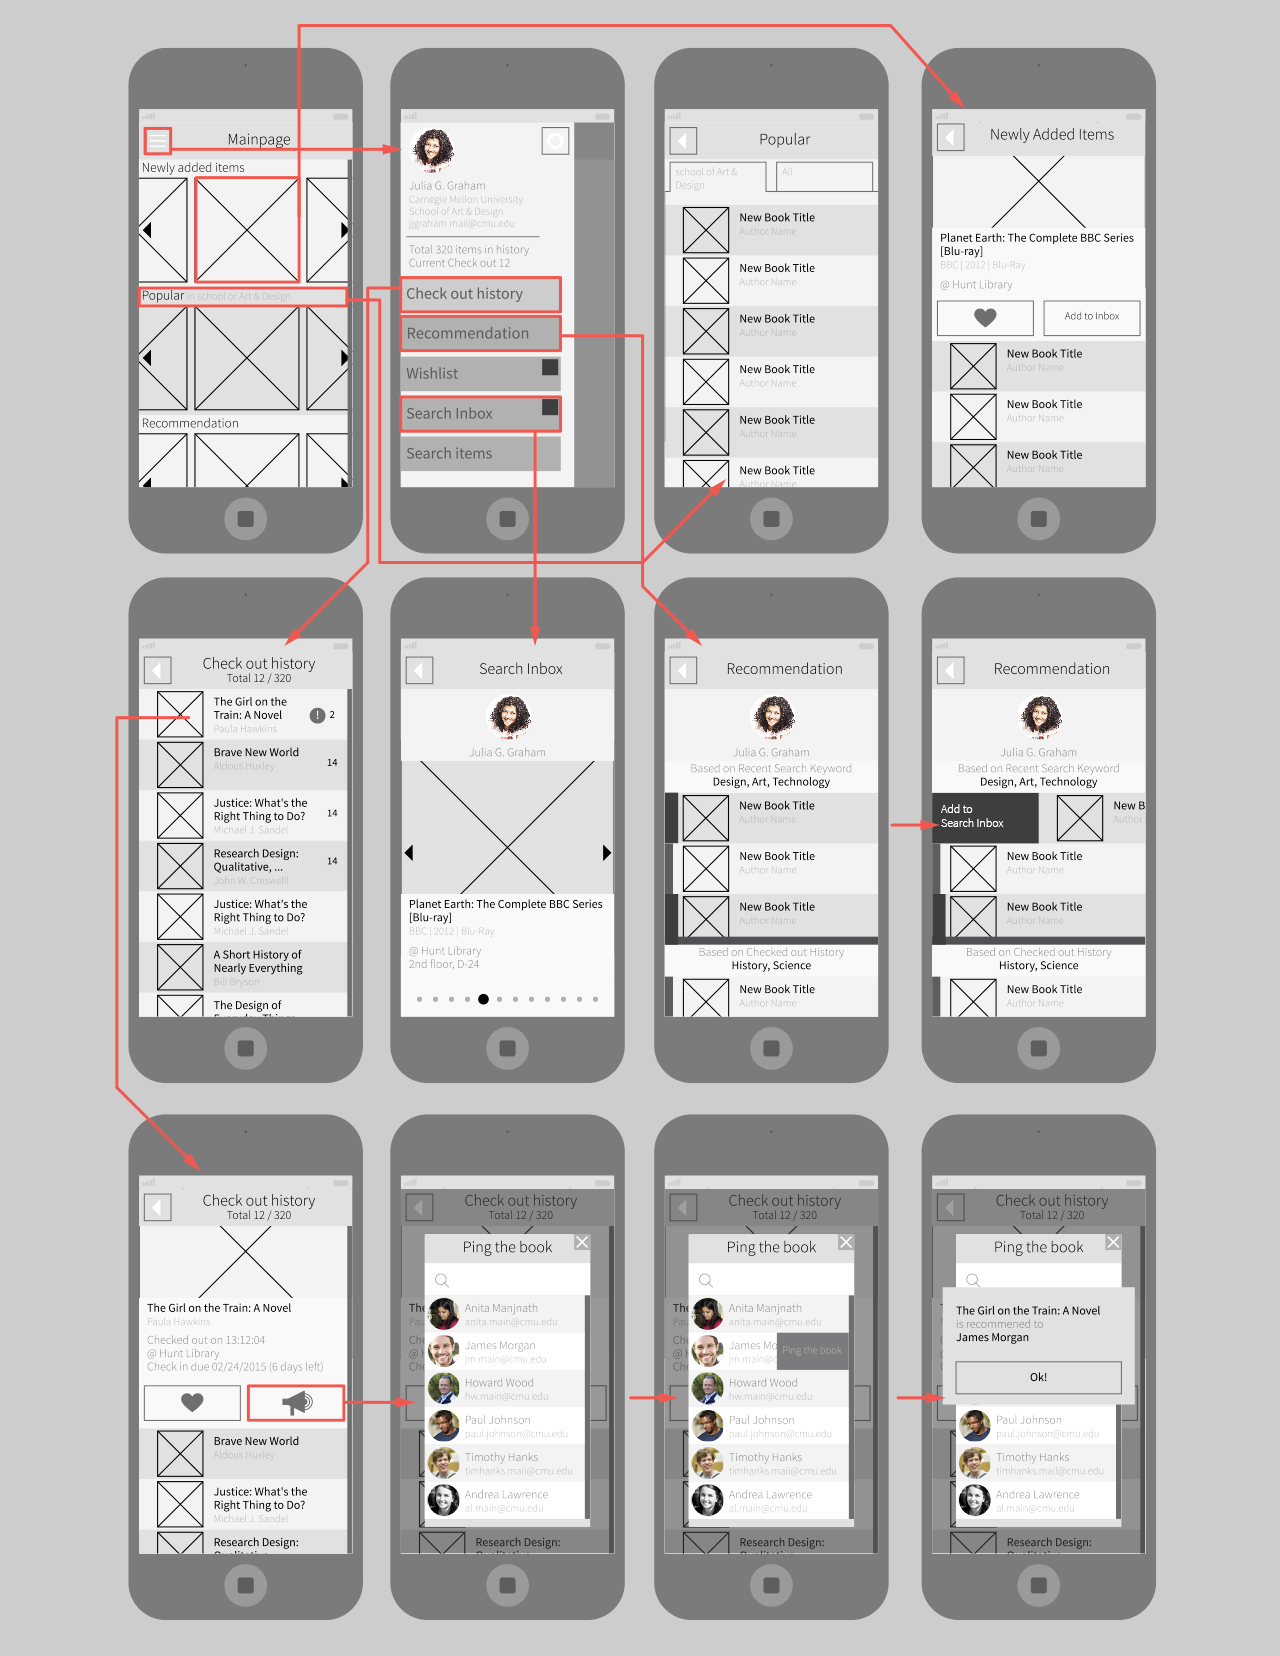 Mainpage
Newly added items
Popular in school or Art & Design
Recommendation
Julia G. Graham
Carnegie Mellon University
School of Art & Design
jjgraham.mail@cmu.edu
Total 320 items in history
Current Check out 12
Check out history
Recommendation
Wishlist
Search Inbox
Search items
Popular
school of Art &
Design
All
New Book Title
Author Name
New Book Title
Author Name
New Book Title
Author Name
New Book Title
Author Name
New Book Title
Author Name
New Book Title
Author Name
Newly Added Items
Planet Earth: The Complete BBC Series
[Blu-ray]
BBC | 2012 | Blu-Ray
@ Hunt Library
Add to Inbox
New Book Title
Author Name
New Book Title
Author Name
New Book Title
Author Name
Check out history
Total 12 / 320
The Girl on the
Train: A Novel
Paula Hawkins
! 2
Brave New World
Aldous Huxley
14
Justice: What's the
Right Thing to Do?
Michael J. Sandel
14
Research Design:
Qualitative, ...
John W. Creswell
14
Justice: What's the
Right Thing to Do?
Michael J. Sandel
A Short History of
Nearly Everything
Bill Bryson
The Design of
Everyday Things
Search Inbox
Julia G. Graham
Planet Earth: The Complete BBC Series
[Blu-ray]
BBC | 2012 | Blu-Ray
@ Hunt Library
2nd floor, D-24
Recommendation
Julia G. Graham
Based on Recent Search Keyword
Design, Art, Technology
New Book Title
Author Name
New Book Title
Author Name
New Book Title
Author Name
Based on Checked out History
History, Science
New Book Title
Author Name
Recommendation
Julia G. Graham
Based on Recent Search Keyword
Design, Art, Technology
Add to
Search Inbox
New B
Author
New Book Title
Author Name
New Book Title
Author Name
Based on Checked out History
History, Science
New Book Title
Author Name
Check out history
Total 12 / 320
The Girl on the Train: A Novel
Paula Hawkins
Checked out on 13:12:04
@ Hunt Library
Check in due 02/24/2015 (6 days left)
Brave New World
Aldous Huxley
Justice: What's the
Right Thing to Do?
Michael J. Sandel
Research Design:
Qualitative,
Check out history
Total 12 / 320
Ping the book
Anita Manjnath
anita.main@cmu.edu
James Morgan
jm.main@cmu.edu
Howard Wood
hw.main@cmu.edu
Paul Johnson
paul.johnson@cmu.edu
Timothy Hanks
timhanks.mail@cmu.edu
Andrea Lawrence
al.main@cmu.edu
Research Design:
Check out history
Total 12 / 320
Ping the book
Anita Manjnath
anita.main@cmu.edu
James Mo
jm.main@c
Ping the book
Howard Wood
hw.main@cmu.edu
Paul Johnson
paul.johnson@cmu.edu
Timothy Hanks
timhanks.mail@cmu.edu
Andrea Lawrence
al.main@cmu.edu
Research Design:
Check out history
Total 12 / 320
Ping the book
The Girl on the Train: A Novel
is recommened to
James Morgan
Ok!
Paul Johnson
paul.johnson@cmu.edu
Timothy Hanks
timhanks.mail@cmu.edu
Andrea Lawrence
al.main@cmu.edu
Research Design: